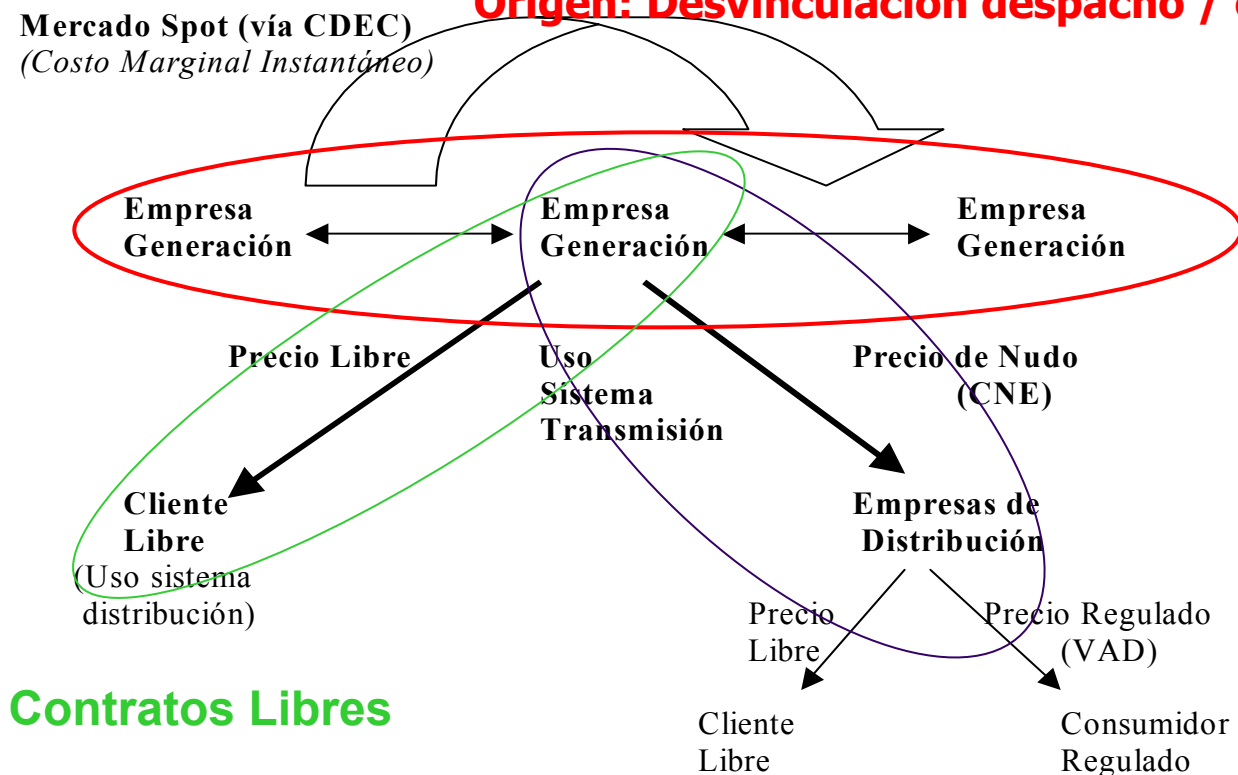 Origen: Desvinculación despacho /
Mercado Spot (vía CDEC)
(Costo Marginal Instantáneo)
Empresa
Generación
Empresa
Generación
Empresa
Generación
Precio Libre
Uso
Sistema
Transmisión
Precio de Nudo
(CNE)
Cliente
Libre
(Uso sistema
distribución)
Empresas de
Distribución
Precio
Libre
Precio Regulado
(VAD)
Contratos Libres
Cliente
Libre
Consumidor
Regulado